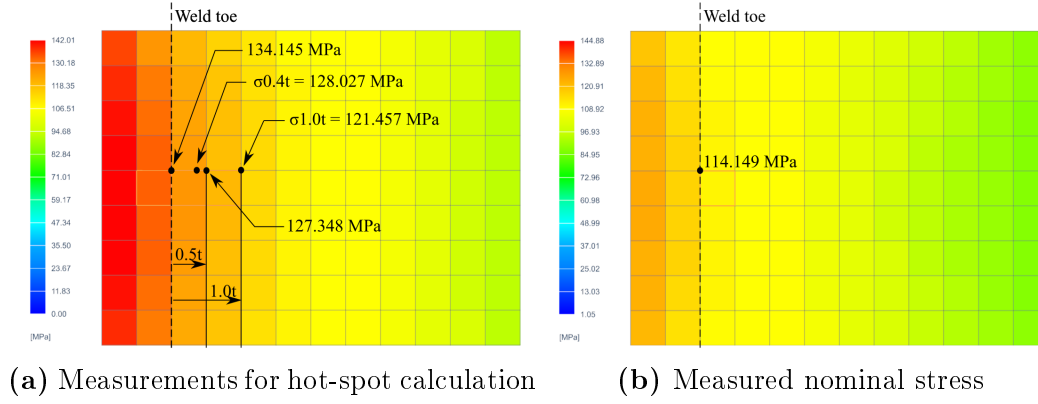 Weld toe
142.01
130.18
118.35
106.51
94.68
82.84
71.01
59.17
47.34
35.50
23.67
11.83
0.00
[MPa]
134.145 MPa
σ0.4t = 128.027 MPa
σ1.0t = 121.457 MPa
127.348 MPa
0.5t
1.0t
(a) Measurements for hot-spot calculation
Weld toe
144.88
132.90
120.91
108.92
96.93
84.95
72.96
60.97
48.99
37.01
25.02
13.03
1.05
[MPa]
114.149 MPa
(b) Measured nominal stress